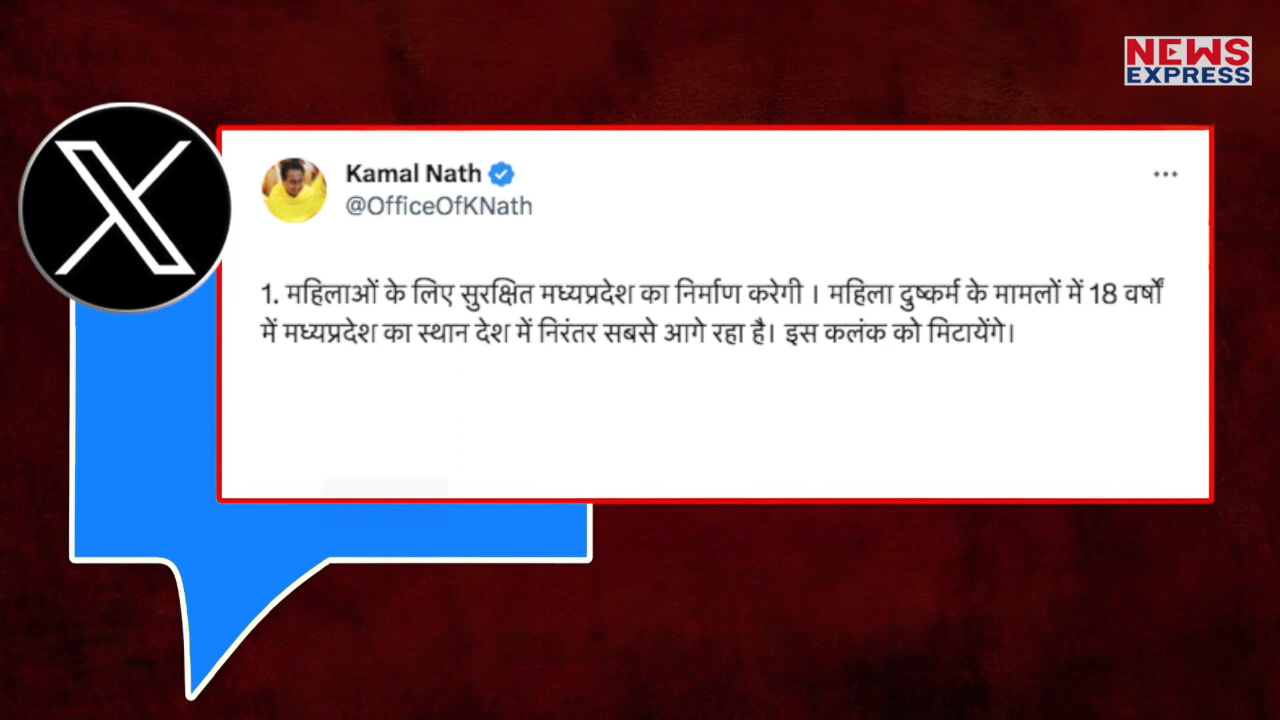 NEWS
EXPRESS
Kamal Nath
@OfficeOfKNath
1. महिलाओं के लिए सुरक्षित मध्यप्रदेश का निर्माण करेगी । महिला दुष्कर्म के मामलों में 18 वर्षों
में मध्यप्रदेश का स्थान देश में निरंतर सबसे आगे रहा है। इस कलंक को मिटायेंगे।